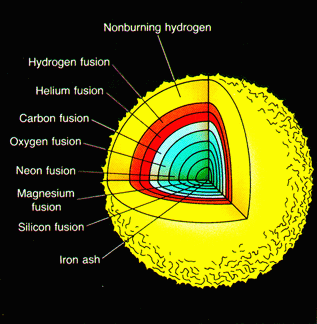 Nonburning hydrogen
Hydrogen fusion
Helium fusion
Carbon fusion
Oxygen fusion
Neon fusion
Magnesium
fusion
Silicon fusion
Iron ash